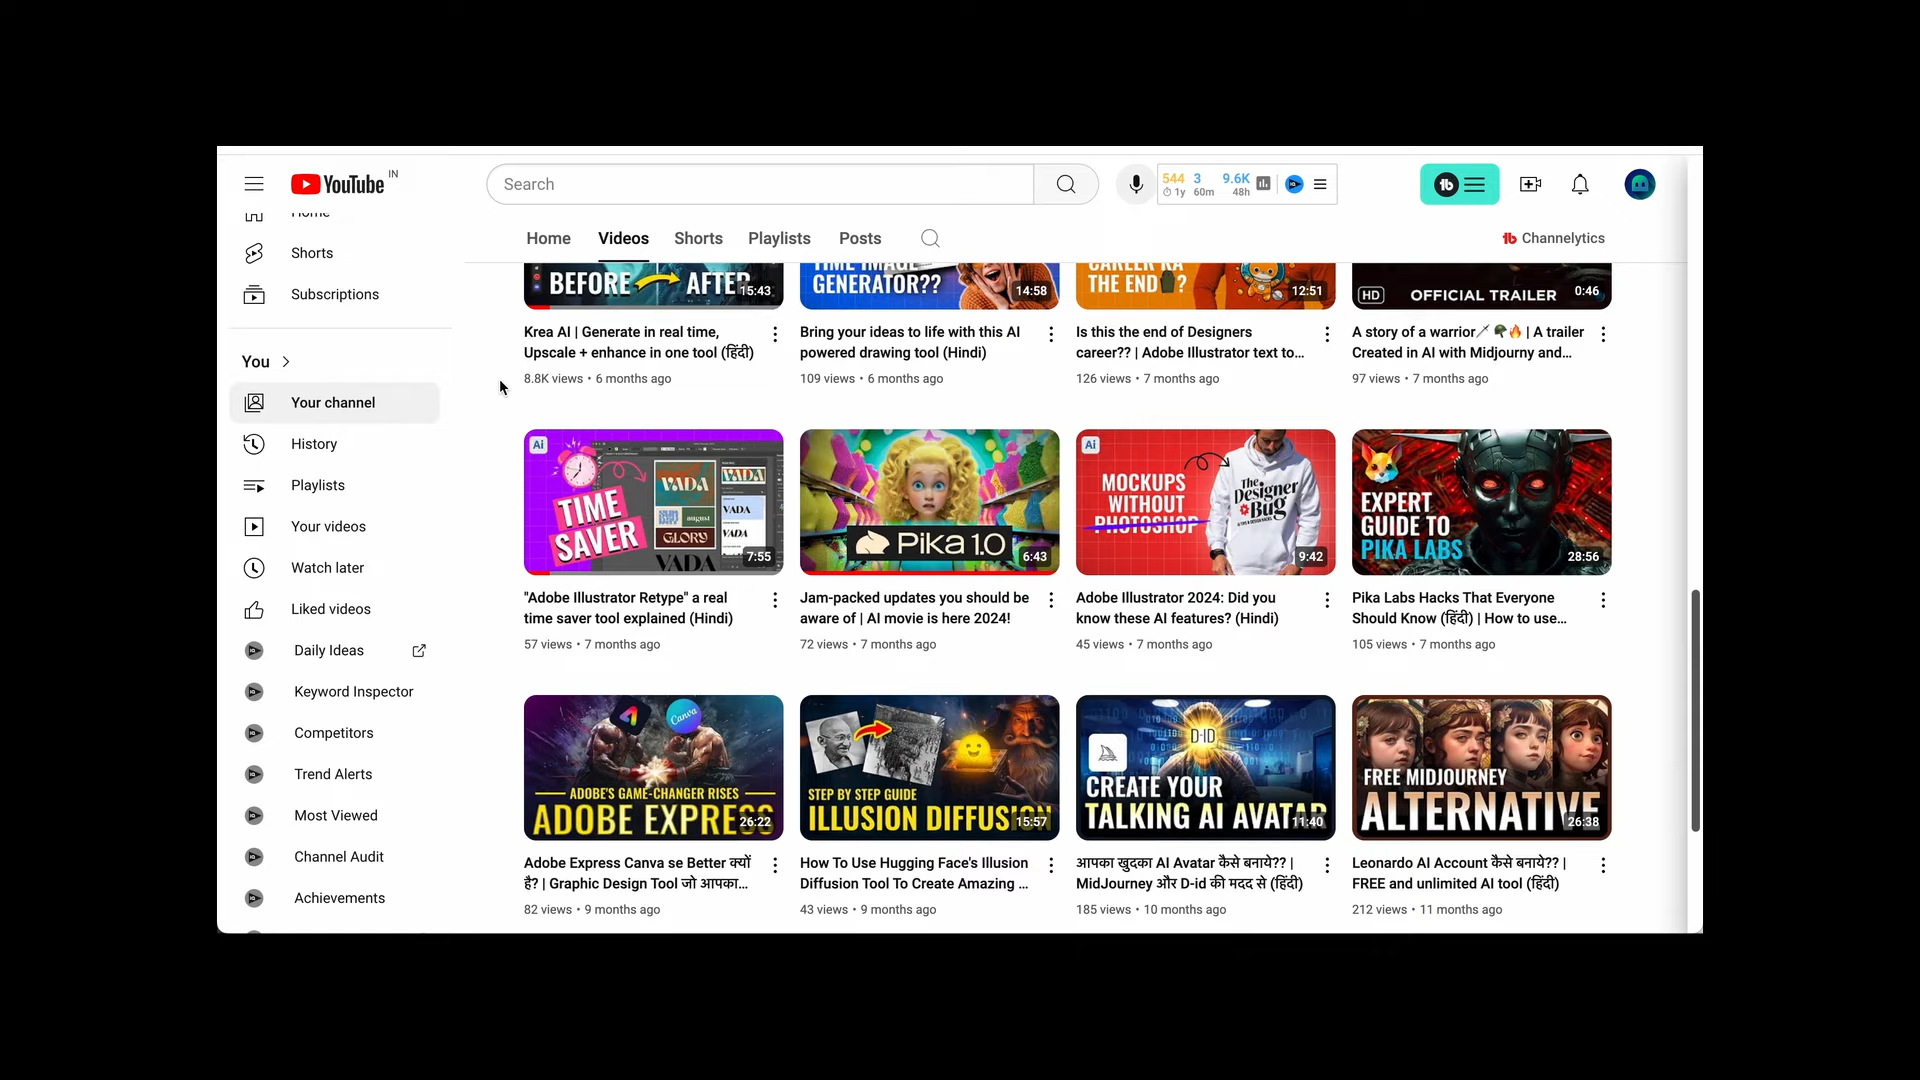 YouTube IN
Search
544 3 9.6K
1y 60m 48h
Home
Home Videos Shorts Playlists Posts
Channelytics
Shorts
Subscriptions
You
Your channel
History
Playlists
Your videos
Watch later
Liked videos
Daily Ideas
Keyword Inspector
Competitors
Trend Alerts
Most Viewed
Channel Audit
Achievements
BEFORE AFTER
15:43
Krea AI | Generate in real time,
Upscale + enhance in one tool (हिंदी)
8.8K views • 6 months ago
TIME IMAGE
GENERATOR??
14:58
Bring your ideas to life with this AI
powered drawing tool (Hindi)
109 views • 6 months ago
CAREER KA
THE END ?
12:51
Is this the end of Designers
career?? | Adobe Illustrator text to...
126 views • 7 months ago
HD OFFICIAL TRAILER
0:46
A story of a warrior | A trailer
Created in AI with Midjourny and...
97 views • 7 months ago
Ai
TIME
SAVER
VADA
VADA
august
VADA
GLORY
VADA
VADA
7:55
"Adobe Illustrator Retype" a real
time saver tool explained (Hindi)
57 views • 7 months ago
Pika 1.0
6:43
Jam-packed updates you should be
aware of | AI movie is here 2024!
72 views • 7 months ago
Ai
MOCKUPS
WITHOUT
PHOTOSHOP
The
Designer
Bug
9:42
Adobe Illustrator 2024: Did you
know these AI features? (Hindi)
45 views • 7 months ago
EXPERT
GUIDE TO
PIKA LABS
28:56
Pika Labs Hacks That Everyone
Should Know (हिंदी) | How to use...
105 views • 7 months ago
Canva
ADOBE'S GAME-CHANGER RISES
ADOBE EXPRESS
26:22
Adobe Express Canva se Better क्यों
है? | Graphic Design Tool जो आपका...
82 views • 9 months ago
STEP BY STEP GUIDE
ILLUSION DIFFUSION
15:57
How To Use Hugging Face's Illusion
Diffusion Tool To Create Amazing ...
43 views • 9 months ago
D-ID
CREATE YOUR
TALKING AI AVATAR
11:40
आपका खुदका AI Avatar कैसे बनाये?? |
MidJourney और D-id की मदद से (हिंदी)
185 views • 10 months ago
FREE MIDJOURNEY
ALTERNATIVE
26:38
Leonardo AI Account कैसे बनाये?? |
FREE and unlimited AI tool (हिंदी)
212 views • 11 months ago